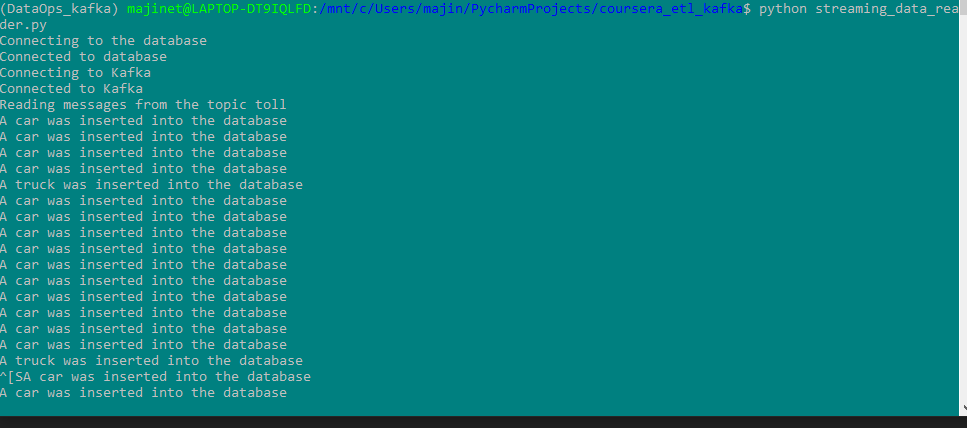 (DataOps_kafka) majinet@LAPTOP-DT9IQLFD:/mnt/c/Users/majin/PycharmProjects/coursera_etl_kafka$ python streaming_data_rea
der.py
Connecting to the database
Connected to database
Connecting to Kafka
Connected to Kafka
Reading messages from the topic toll
A car was inserted into the database
A car was inserted into the database
A car was inserted into the database
A car was inserted into the database
A truck was inserted into the database
A car was inserted into the database
A car was inserted into the database
A car was inserted into the database
A car was inserted into the database
A car was inserted into the database
A car was inserted into the database
A car was inserted into the database
A car was inserted into the database
A car was inserted into the database
A car was inserted into the database
A truck was inserted into the database
^[SA car was inserted into the database
A car was inserted into the database